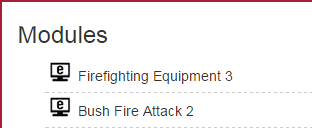 Modules
e Firefighting Equipment 3
e Bush Fire Attack 2